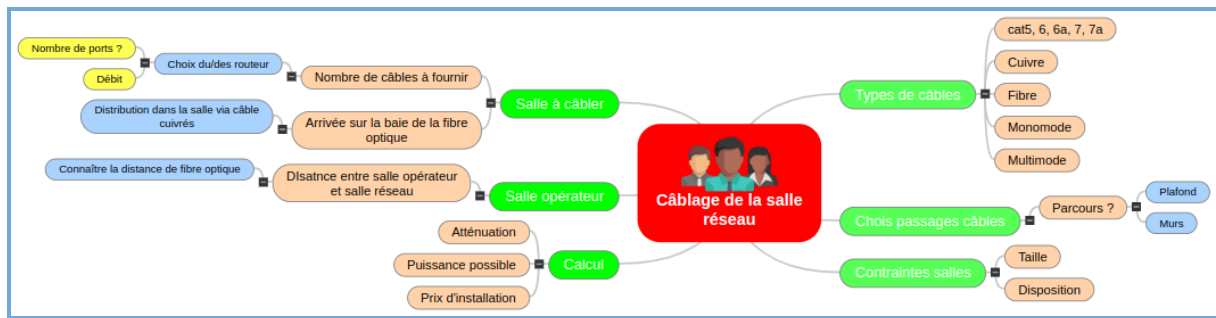 Nombre de ports ?
Débit
Choix du/des routeur
Nombre de câbles à fournir
Distribution dans la salle via câble
cuivrés
Arrivée sur la baie de la fibre
optique
Salle à câbler
Connaître la distance de fibre optique
DIsatnce entre salle opérateur
et salle réseau
Salle opérateur
Atténuation
Puissance possible
Prix d'installation
Calcul
Câblage de la salle
réseau
Types de câbles
cat5, 6, 6a, 7, 7a
Cuivre
Fibre
Monomode
Multimode
Chois passages câbles
Parcours ?
Plafond
Murs
Contraintes salles
Taille
Disposition